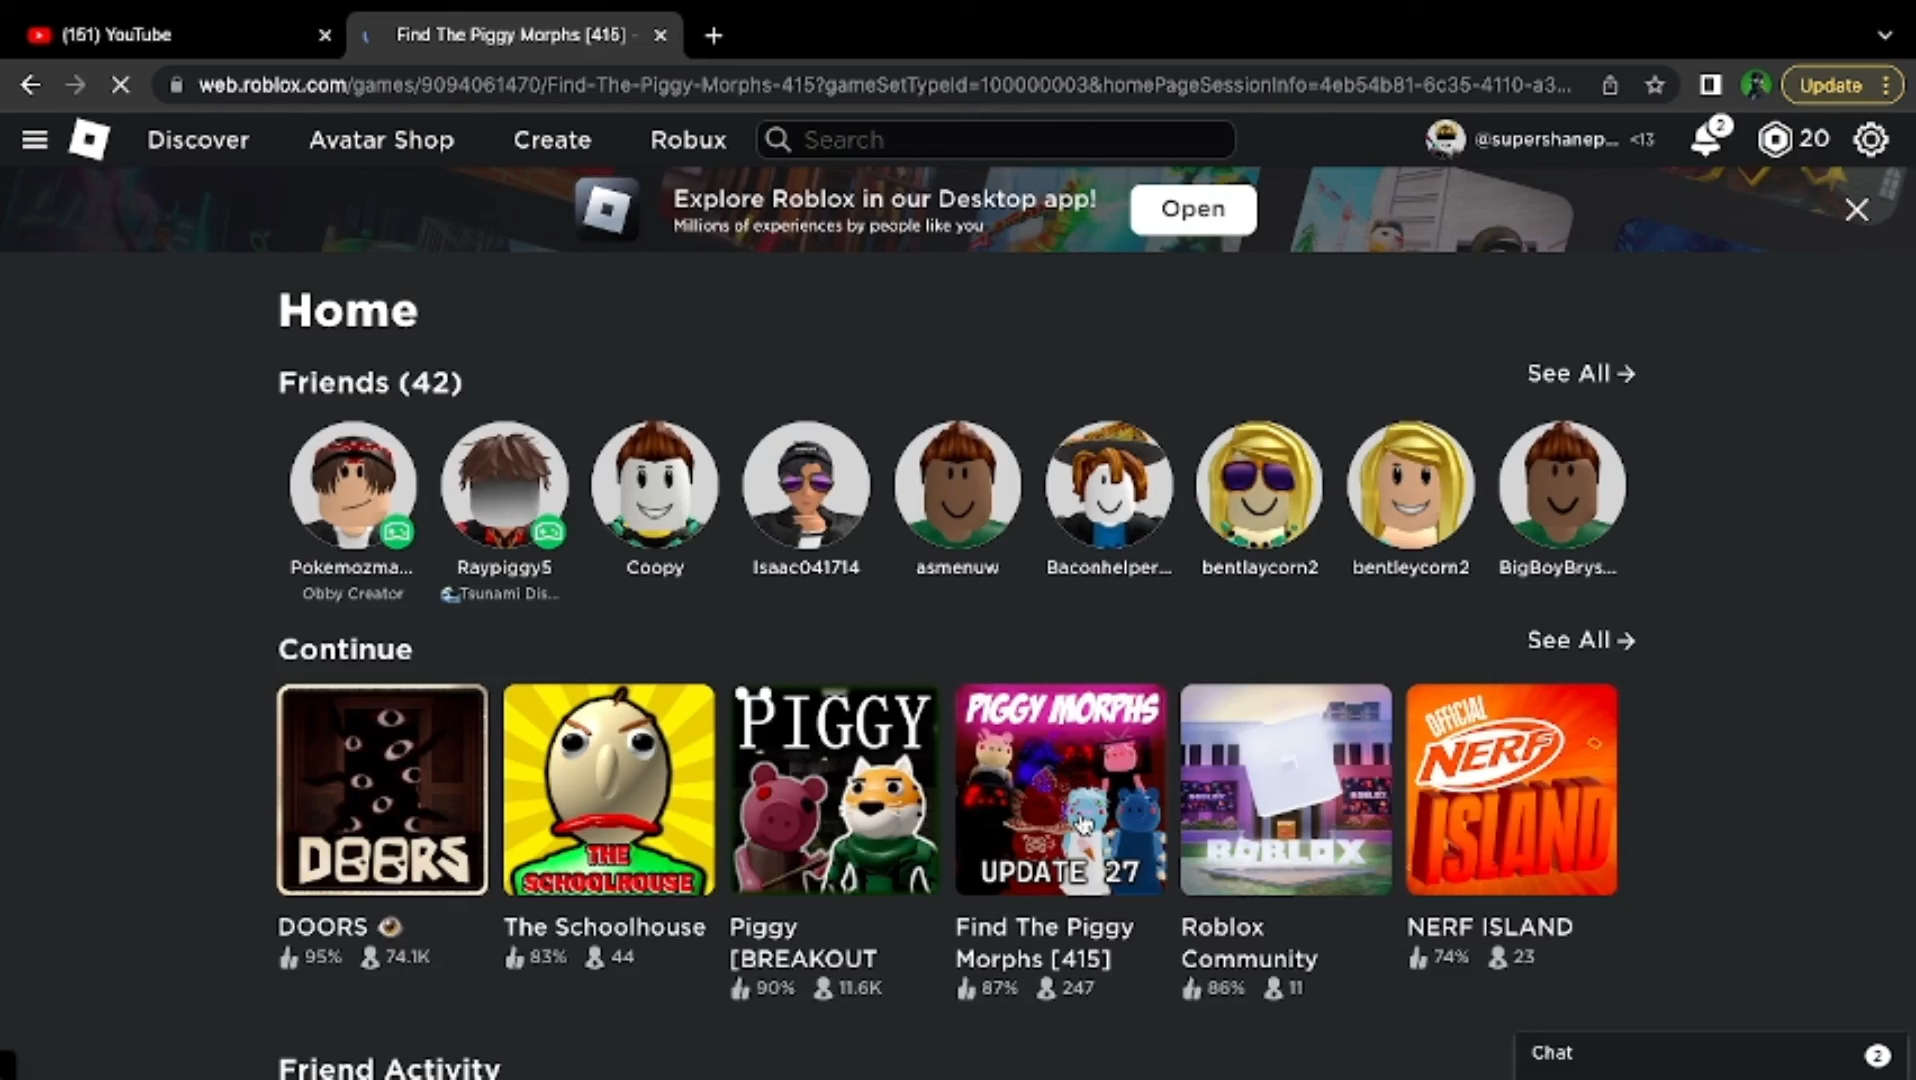 (151) YouTube
Find The Piggy Morphs [415] -
web.roblox.com/games/9094061470/Find-The-Piggy-Morphs-415?gameSetTypeId=100000003&homePageSessionInfo=4eb54b81-6c35-4110-a3...
Update
Discover
Avatar Shop
Create
Robux
Search
@supershanep... <13
2
20
Explore Roblox in our Desktop app!
Millions of experiences by people like you
Open
Home
Friends (42)
See All
Pokemozma...
Obby Creator
Raypiggy5
Tsunami Dis...
Coopy
Isaac041714
asmenuw
Baconhelper...
bentlaycorn2
bentleycorn2
BigBoyBrys...
Continue
See All
DOORS
THE
SCHOOLHOUSE
PIGGY
PIGGY MORPHS
UPDATE 27
ROBLOX
OFFICIAL
NERF
ISLAND
DOORS
95% 74.1K
The Schoolhouse
83% 44
Piggy
[BREAKOUT
90% 11.6K
Find The Piggy
Morphs [415]
87% 247
Roblox
Community
86% 11
NERF ISLAND
74% 23
Friend Activity
Chat
2